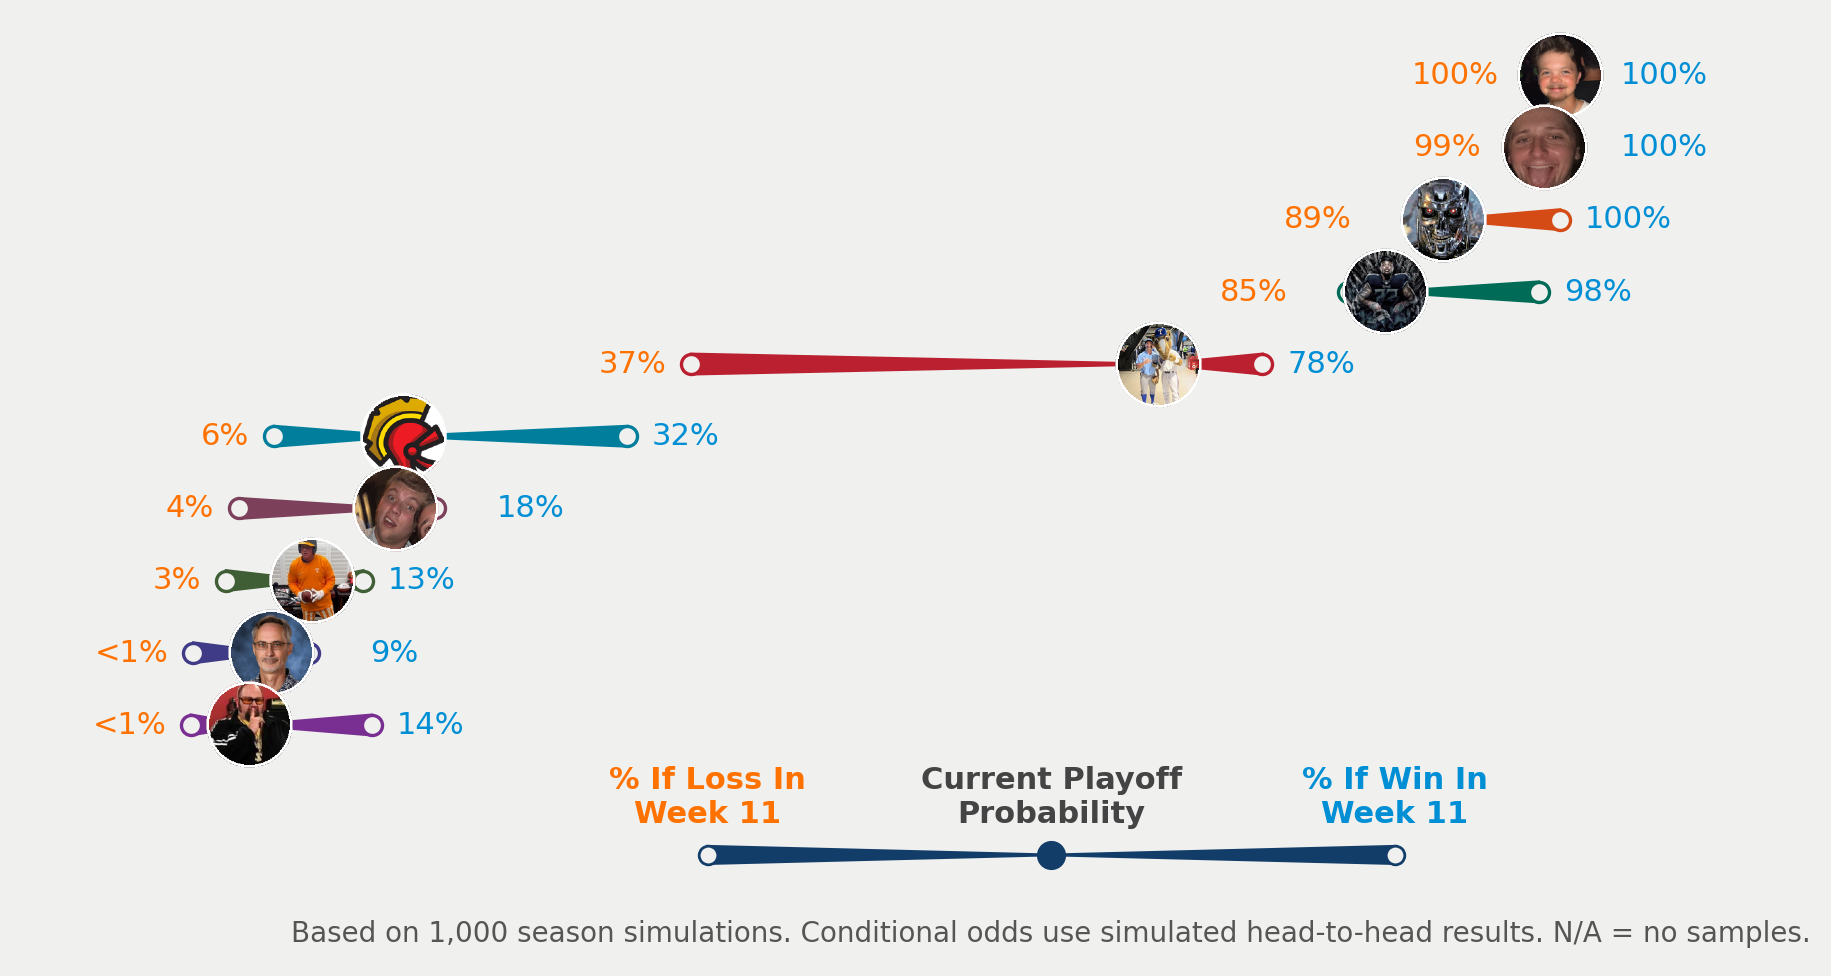 100% 100%
99% 100%
89% 100%
85% 98%
37% 78%
6% 32%
4% 18%
3% 13%
<1% 9%
<1% 14%
% If Loss In
Week 11
Current Playoff
Probability
% If Win In
Week 11
Based on 1,000 season simulations. Conditional odds use simulated head-to-head results. N/A = no samples.